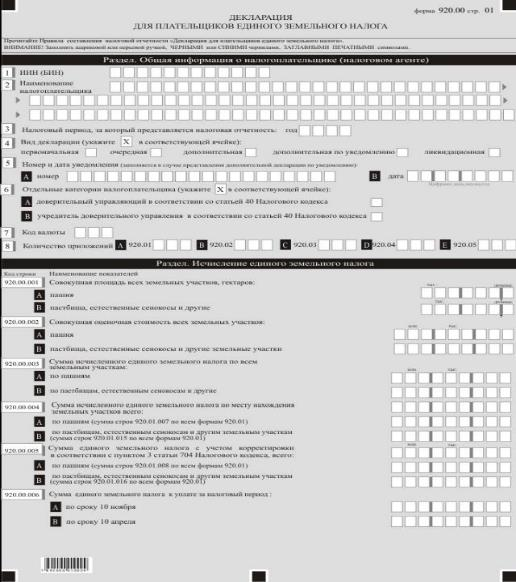 форма 920.00 стр. 01
ДЕКЛАРАЦИЯ
ДЛЯ ПЛАТЕЛЬЩИКОВ ЕДИНОГО ЗЕМЕЛЬНОГО НАЛОГА
Прочитайте Правила составления налоговой отчетности «Декларация для плательщиков единого земельного налога».
ВНИМАНИЕ! Заполнять шариковой или перьевой ручкой, ЧЕРНЫМИ или СИНИМИ чернилами, ЗАГЛАВНЫМИ ПЕЧАТНЫМИ символами.
Раздел. Общая информация о налогоплательщике (налоговом агенте)
1 ИИН (БИН)
2 Наименование
налогоплательщика
3 Налоговый период, за который представляется налоговая отчетность: год
4 Вид декларации (укажите X в соответствующей ячейке):
первоначальная очередная дополнительная дополнительная по уведомлению ликвидационная
5 Номер и дата уведомления (заполняется в случае представления дополнительной декларации по уведомлению):
A номер B дата
6 Отдельные категории налогоплательщика (укажите X в соответствующей ячейке):
A доверительный управляющий в соответствии со статьей 40 Налогового кодекса
B учредитель доверительного управления в соответствии со статьей 40 Налогового кодекса
7 Код валюты
8 Количество приложений A 920.01 B 920.02 C 920.03 D 920.04 E 920.05
Раздел. Исчисление единого земельного налога
Код строки Наименование показателей
920.00.001 Совокупная площадь всех земельных участков, гектаров:
A пашня
B пастбища, естественные сенокосы и другие
920.00.002 Совокупная оценочная стоимость всех земельных участков:
A пашня
B пастбища, естественные сенокосы и другие земельные участки
920.00.003 Сумма исчисленного единого земельного налога по всем
земельным участкам:
A по пашням
B по пастбищам, естественным сенокосам и другие
920.00.004 Сумма исчисленного единого земельного налога по месту нахождения
земельных участков всего:
A по пашням (сумма строк 920.01.007 по всем формам 920.01)
B по пастбищам, естественным сенокосам и другим земельным участкам
(сумма строк 920.01.015 по всем формам 920.01)
920.00.005 Сумма единого земельного налога с учетом корректировки
в соответствии с пунктом 3 статьи 704 Налогового кодекса, всего:
A по пашням (сумма строк 920.01.008 по всем формам 920.01)
B по пастбищам, естественным сенокосам и другим земельным участкам
(сумма строк 920.01.016 по всем формам 920.01)
920.00.006 Сумма единого земельного налога к уплате за налоговый период :
A по сроку 10 ноября
B по сроку 10 апреля